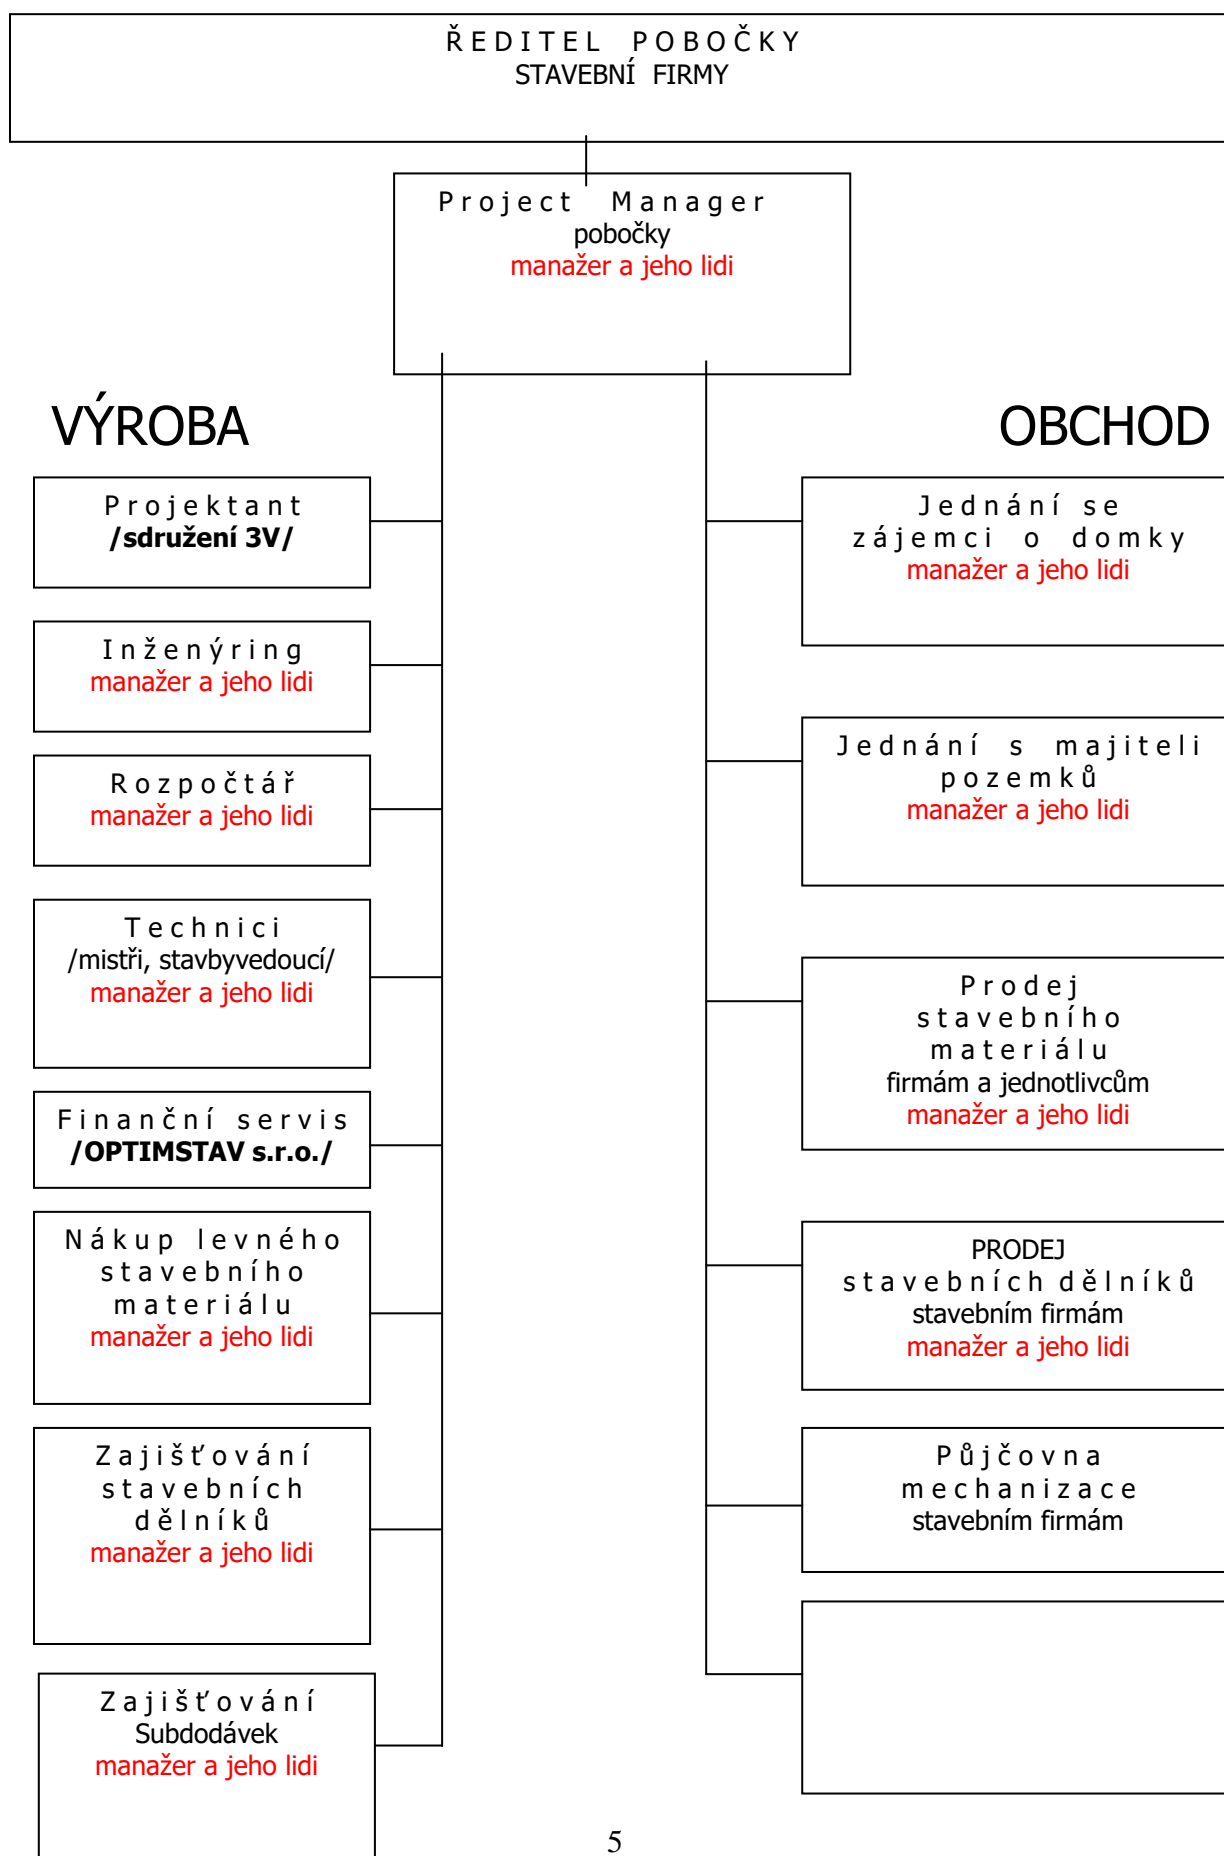 ŘEDITEL POBOČKY
STAVEBNÍ FIRMY
Project Manager
pobočky
manažer a jeho lidi
VÝROBA
Projektant
/sdružení 3V/
Inženýring
manažer a jeho lidi
Rozpočtář
manažer a jeho lidi
Technici
/mistři, stavbyvedoucí/
manažer a jeho lidi
Finanční servis
/OPTIMSTAV s.r.o./
Nákup levného
stavebního
materiálu
manažer a jeho lidi
Zajišťování
stavebních
dělníků
manažer a jeho lidi
Zajišťování
Subdodávek
manažer a jeho lidi
OBCHOD
Jednání se
zájemci o domky
manažer a jeho lidi
Jednání s majiteli
pozemků
manažer a jeho lidi
Prodej
stavebního
materiálu
firmám a jednotlivcům
manažer a jeho lidi
PRODEJ
stavebních dělníků
stavebním firmám
manažer a jeho lidi
Půjčovna
mechanizace
stavebním firmám
5